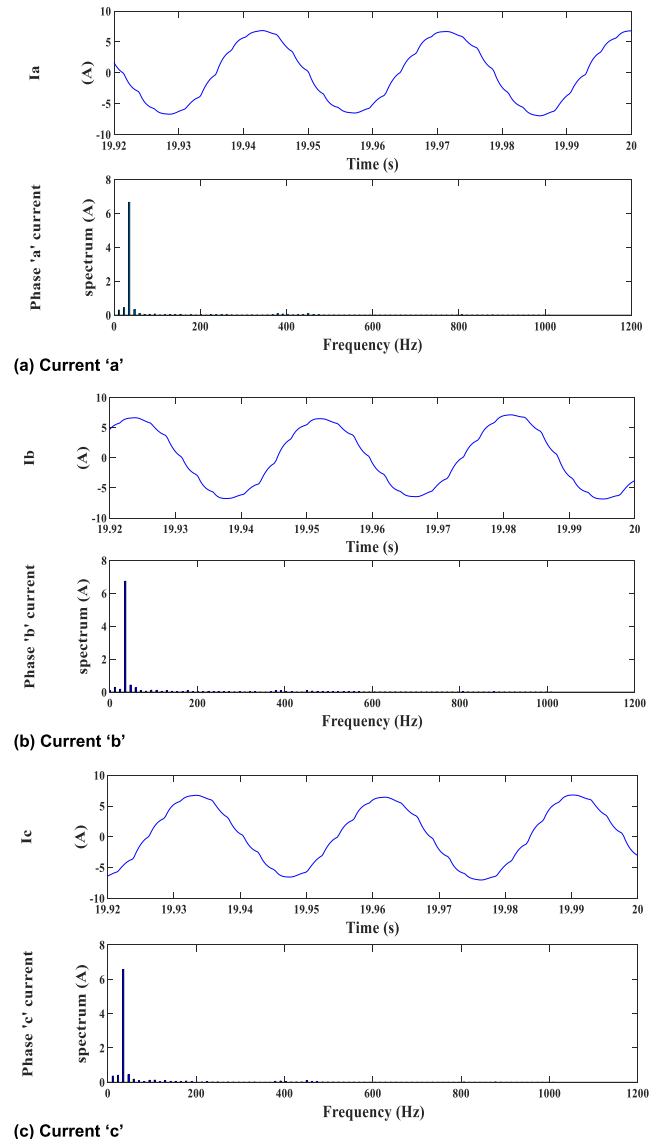 Ia
(A)
10
5
0
-5
-10
19.92 19.93 19.94 19.95 19.96 19.97 19.98 19.99 20
Time (s)
Phase 'a' current
spectrum (A)
8
6
4
2
0
0 200 400 600 800 1000 1200
Frequency (Hz)
(a) Current ‘a’
Ib
(A)
10
5
0
-5
-10
19.92 19.93 19.94 19.95 19.96 19.97 19.98 19.99 20
Time (s)
Phase 'b' current
spectrum (A)
8
6
4
2
0
0 200 400 600 800 1000 1200
Frequency (Hz)
(b) Current ‘b’
Ic
(A)
10
5
0
-5
-10
19.92 19.93 19.94 19.95 19.96 19.97 19.98 19.99 20
Time (s)
Phase 'c' current
spectrum (A)
8
6
4
2
0
0 200 400 600 800 1000 1200
Frequency (Hz)
(c) Current ‘c’